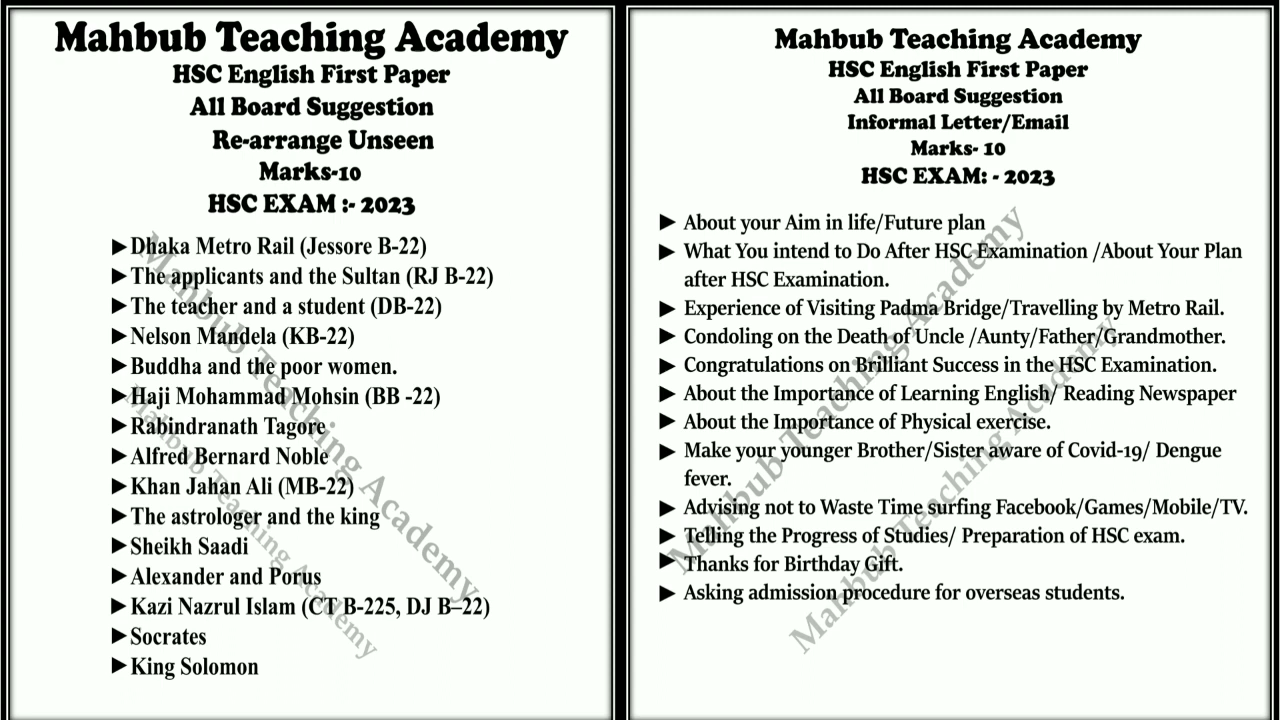 Mahbub Teaching Academy
HSC English First Paper
All Board Suggestion
Re-arrange Unseen
Marks-10
HSC EXAM :- 2023
►Dhaka Metro Rail (Jessore B-22)
►The applicants and the Sultan (RJ B-22)
►The teacher and a student (DB-22)
►Nelson Mandela (KB-22)
►Buddha and the poor women.
►Haji Mohammad Mohsin (BB -22)
►Rabindranath Tagore
►Alfred Bernard Noble
►Khan Jahan Ali (MB-22)
►The astrologer and the king
►Sheikh Saadi
►Alexander and Porus
►Kazi Nazrul Islam (CT B-225, DJ B–22)
►Socrates
►King Solomon
Mahbub Teaching Academy
Mahbub Teaching Academy
Mahbub Teaching Academy
HSC English First Paper
All Board Suggestion
Informal Letter/Email
Marks- 10
HSC EXAM: - 2023
► About your Aim in life/Future plan
► What You intend to Do After HSC Examination /About Your Plan
after HSC Examination.
► Experience of Visiting Padma Bridge/Travelling by Metro Rail.
► Condoling on the Death of Uncle /Aunty/Father/Grandmother.
► Congratulations on Brilliant Success in the HSC Examination.
► About the Importance of Learning English/ Reading Newspaper
► About the Importance of Physical exercise.
► Make your younger Brother/Sister aware of Covid-19/ Dengue
fever.
► Advising not to Waste Time surfing Facebook/Games/Mobile/TV.
► Telling the Progress of Studies/ Preparation of HSC exam.
► Thanks for Birthday Gift.
► Asking admission procedure for overseas students.
Mahbub Teaching Academy
Mahbub Teaching Academy